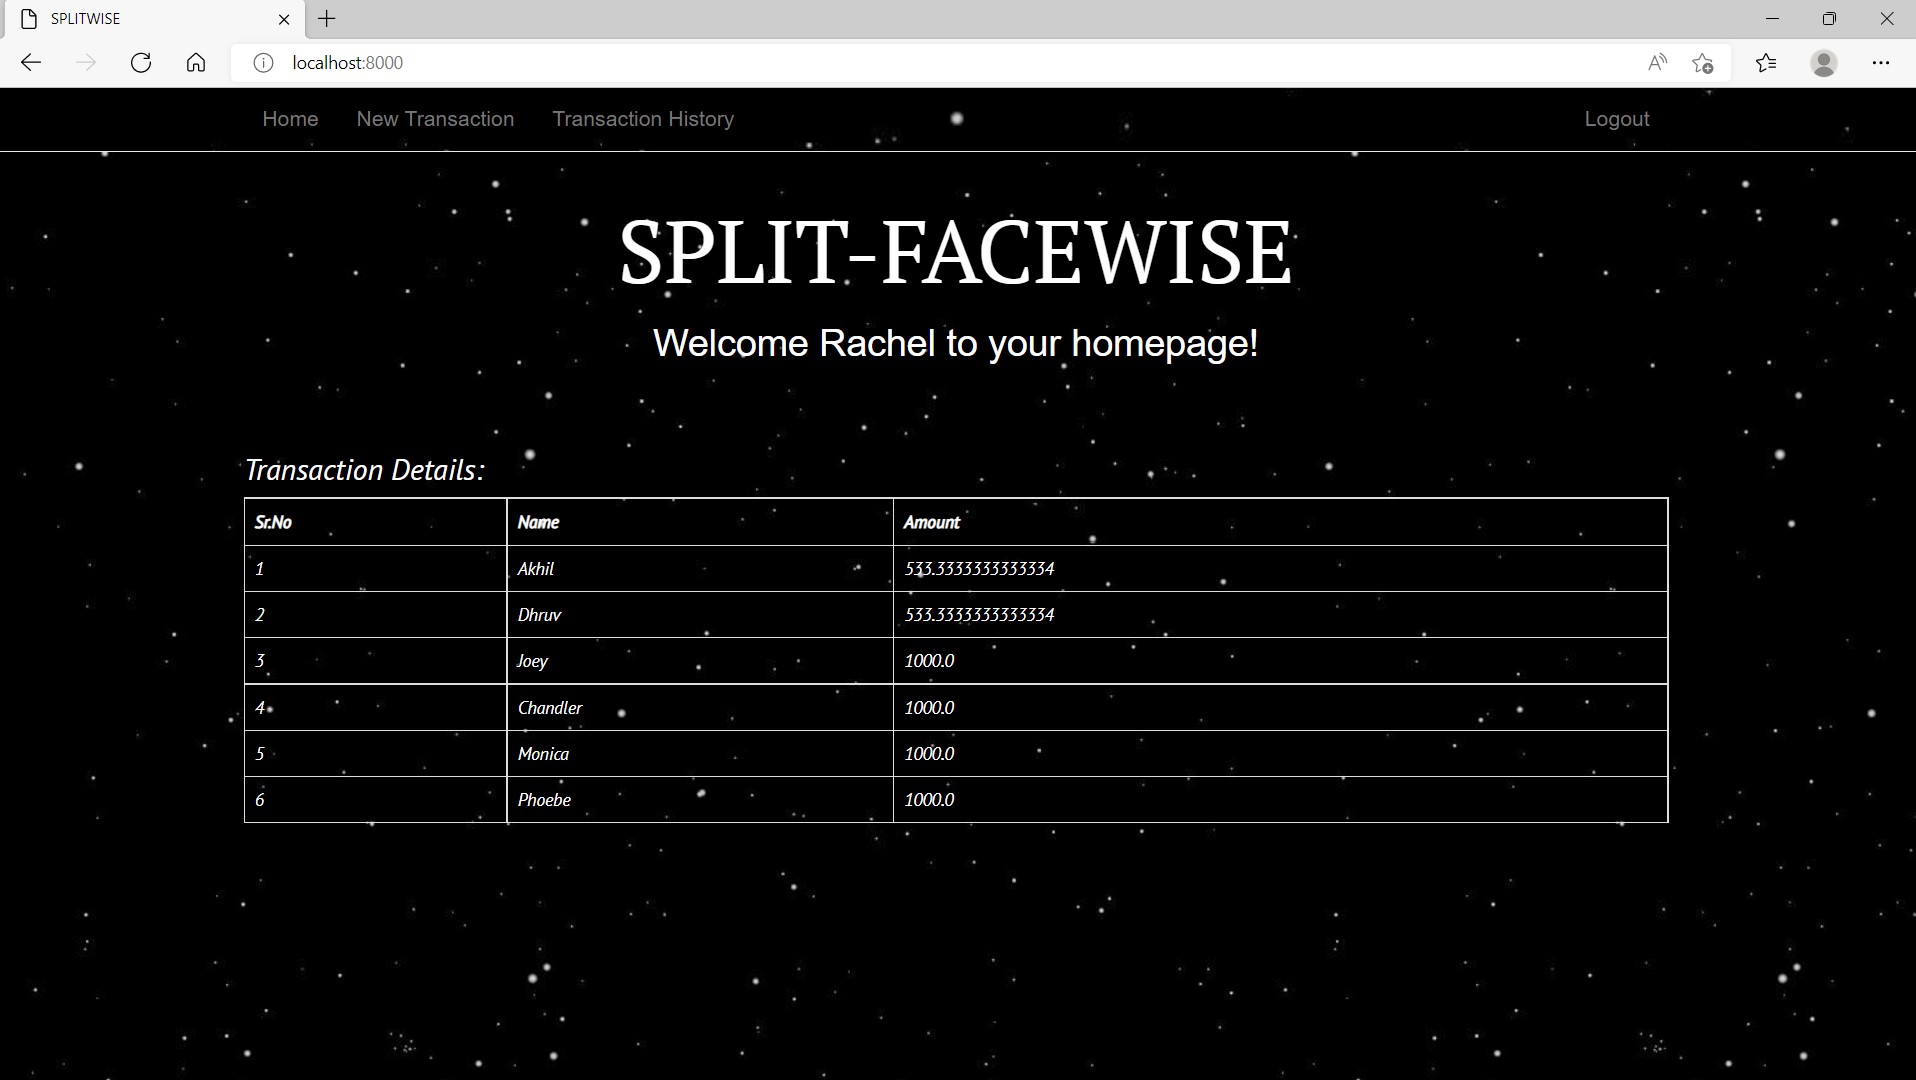 SPLITWISE
localhost:8000
Home New Transaction Transaction History Logout
SPLIT-FACEWISE
Welcome Rachel to your homepage!
Transaction Details:
Sr.No Name Amount
1 Akhil 533.3333333333334
2 Dhruv 533.3333333333334
3 Joey 1000.0
4 Chandler 1000.0
5 Monica 1000.0
6 Phoebe 1000.0